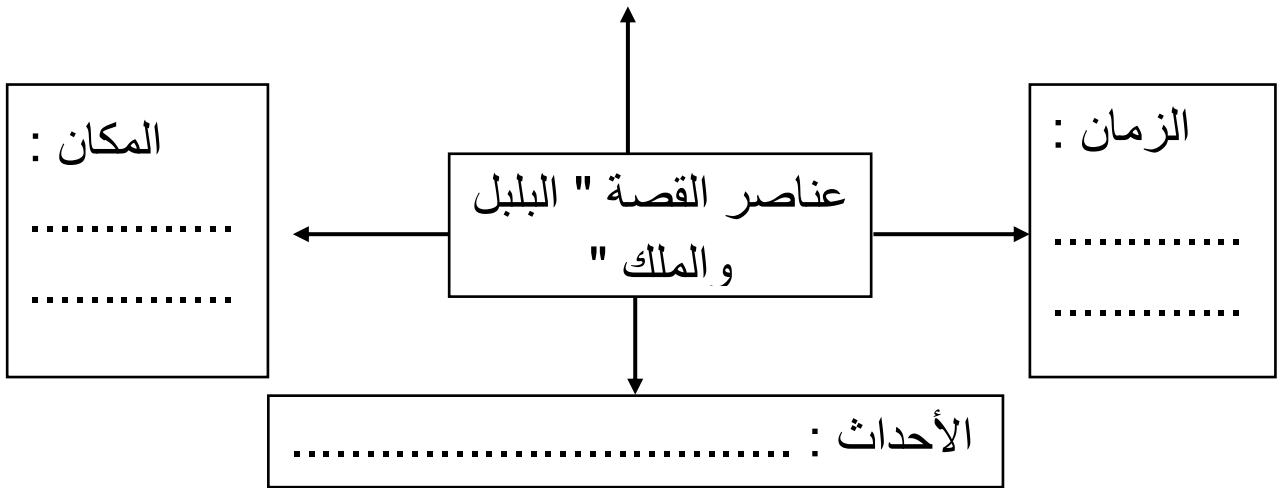 الزمان :
..............
..............
عناصر القصة " البلبل
والملك "
المكان :
..............
..............
الأحداث : ..................................